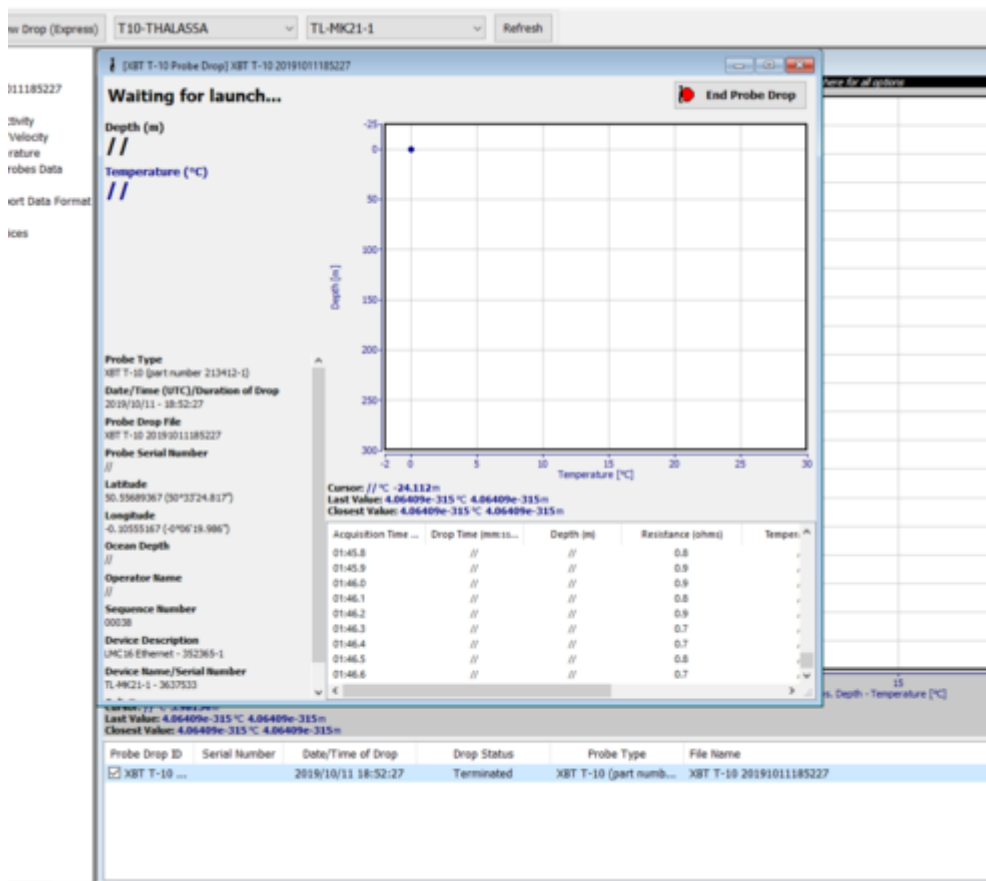 w Drop (Express)
T10-THALASSA
TL-MK21-1
Refresh
[XBT T-10 Probe Drop] XBT T-10 20191011185227
here for all options
011185227
Waiting for launch...
End Probe Drop
Depth (m)
//
Temperature (°C)
//
ctivity
Velocity
rature
robes Data
ort Data Format
ices
-25
0
50
100
150
200
250
300
Depth [m]
-2 0 5 10 15 20 25 30
Temperature [°C]
Probe Type
XBT T-10 (part number 213412-1)
Date/Time (UTC)/Duration of Drop
2019/10/11 - 18:52:27
Probe Drop File
XBT T-10 20191011185227
Probe Serial Number
//
Latitude
50.55689367 (50°33'24.817")
Longitude
-0.10555167 (-0°06'19.986")
Ocean Depth
//
Operator Name
//
Sequence Number
00038
Device Description
LMC16 Ethernet - 352365-1
Device Name/Serial Number
TL-MK21-1 - 3637533
Cursor: // °C -24.112m
Last Value: 4.06409e-315°C 4.06409e-315m
Closest Value: 4.06409e-315°C 4.06409e-315m
Acquisition Time ... Drop Time (mm:ss... Depth (m) Resistance (ohms) Temper
01:45.8 // // 0.8
01:45.9 // // 0.9
01:46.0 // // 0.9
01:46.1 // // 0.8
01:46.2 // // 0.9
01:46.3 // // 0.7
01:46.4 // // 0.7
01:46.5 // // 0.8
01:46.6 // // 0.7
15
s. Depth - Temperature [°C]
Last Value: 4.06409e-315°C 4.06409e-315m
Closest Value: 4.06409e-315°C 4.06409e-315m
Probe Drop ID Serial Number Date/Time of Drop Drop Status Probe Type File Name
XBT T-10 ... 2019/10/11 18:52:27 Terminated XBT T-10 (part numb... XBT T-10 20191011185227